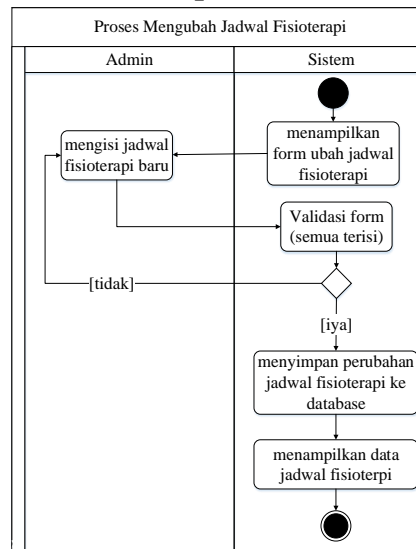 Proses Mengubah Jadwal Fisioterapi
Admin
Sistem
menampilkan
form ubah jadwal
fisioterapi
mengisi jadwal
fisioterapi baru
Validasi form
(semua terisi)
[tidak]
[iya]
menyimpan perubahan
jadwal fisioterapi ke
database
menampilkan data
jadwal fisioterpi